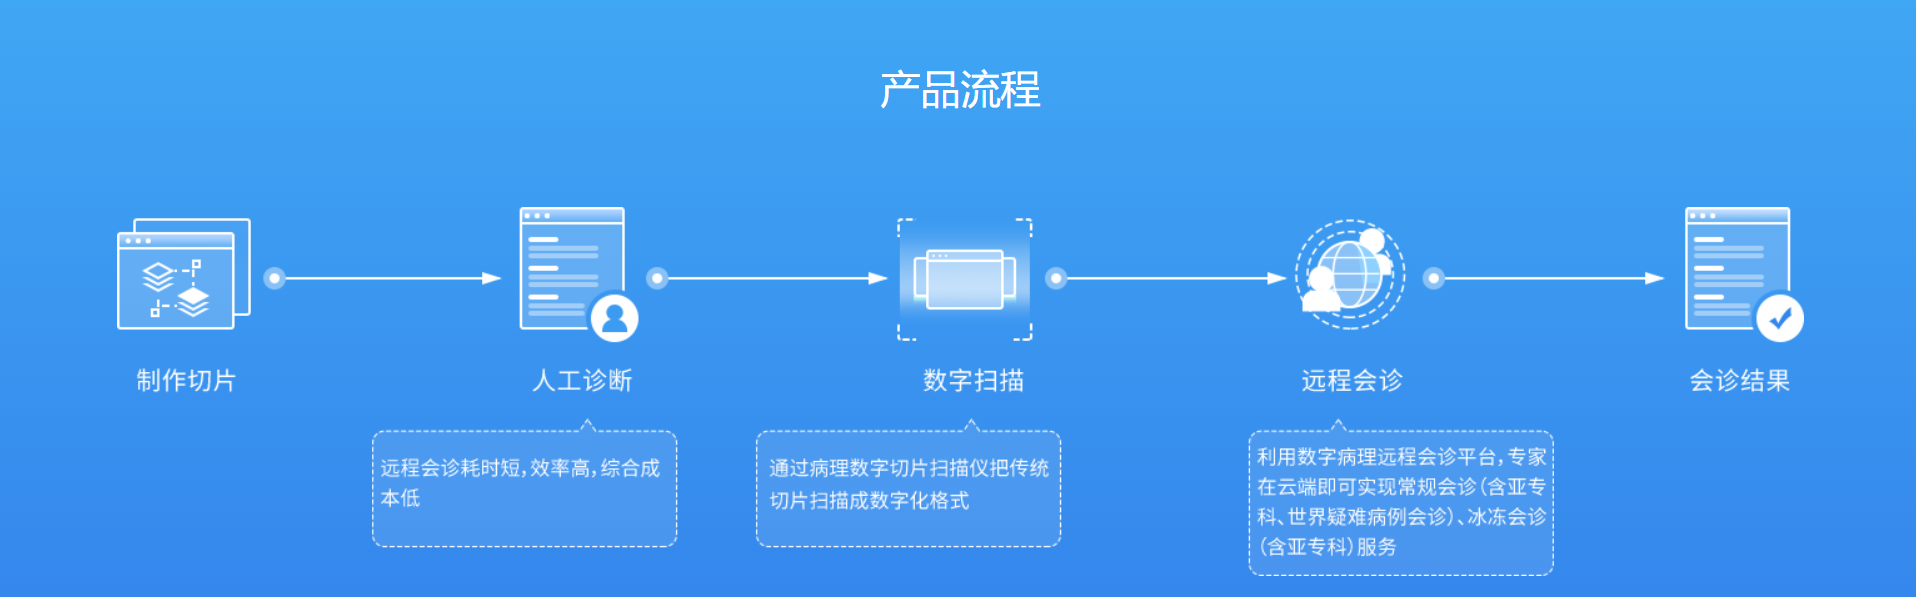 产品流程
制作切片
人工诊断
数字扫描
远程会诊
会诊结果
远程会诊耗时短，效率高，综合成
本低
通过病理数字切片扫描仪把传统
切片扫描成数字化格式
利用数字病理远程会诊平台，专家
在云端即可实现常规会诊（含亚专
科、世界疑难病例会诊）、冰冻会诊
（含亚专科）服务